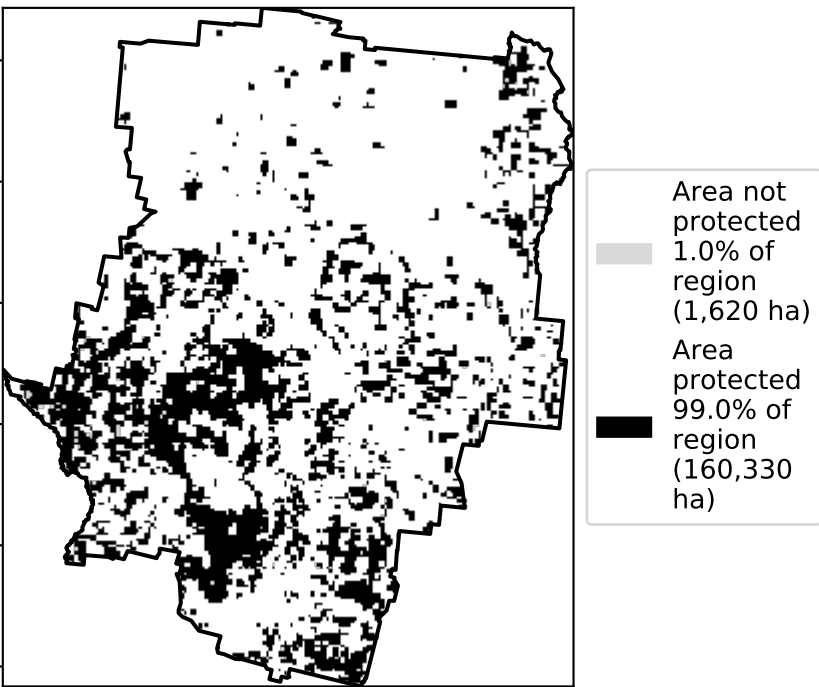 Area not
protected
1.0% of
region
(1,620 ha)
Area
protected
99.0% of
region
(160,330
ha)